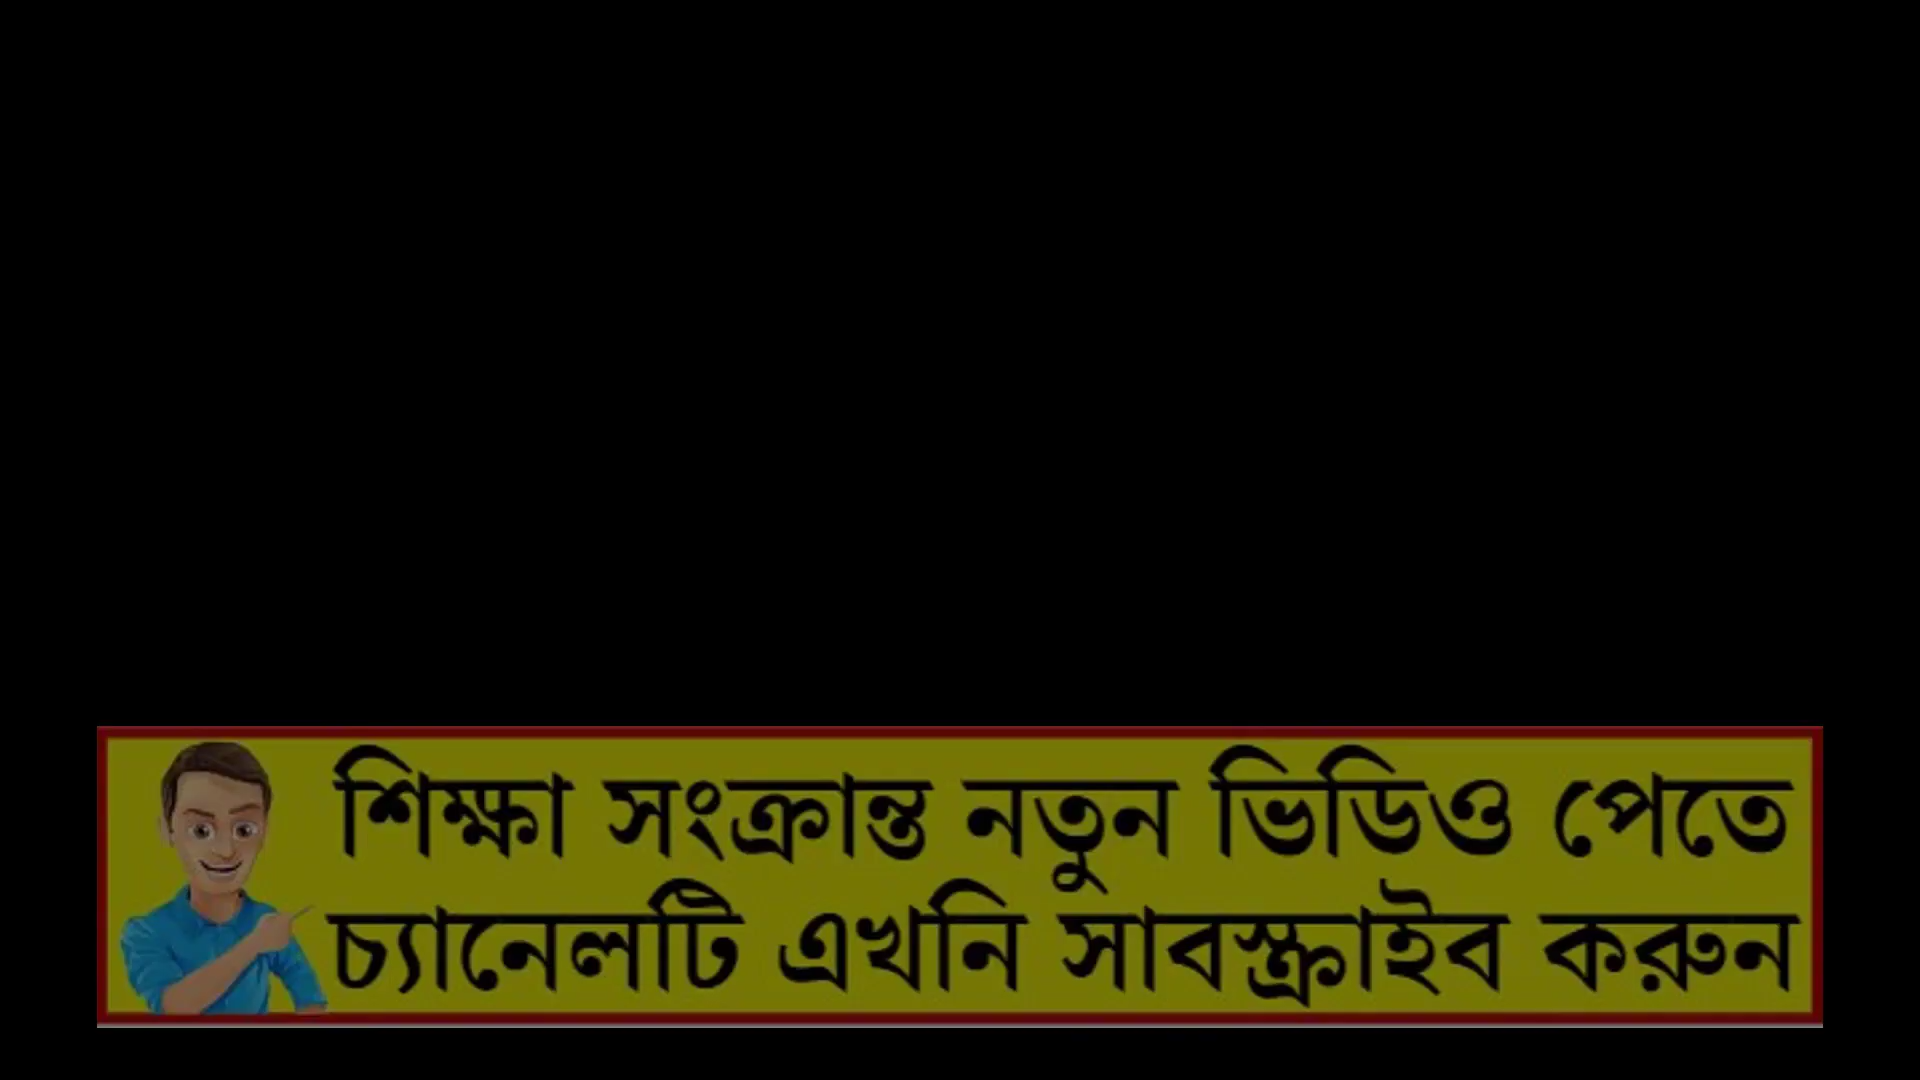 শিক্ষা সংক্রান্ত নতুন ভিডিও পেতে
চ্যানেলটি এখনি সাবস্ক্রাইব করুন